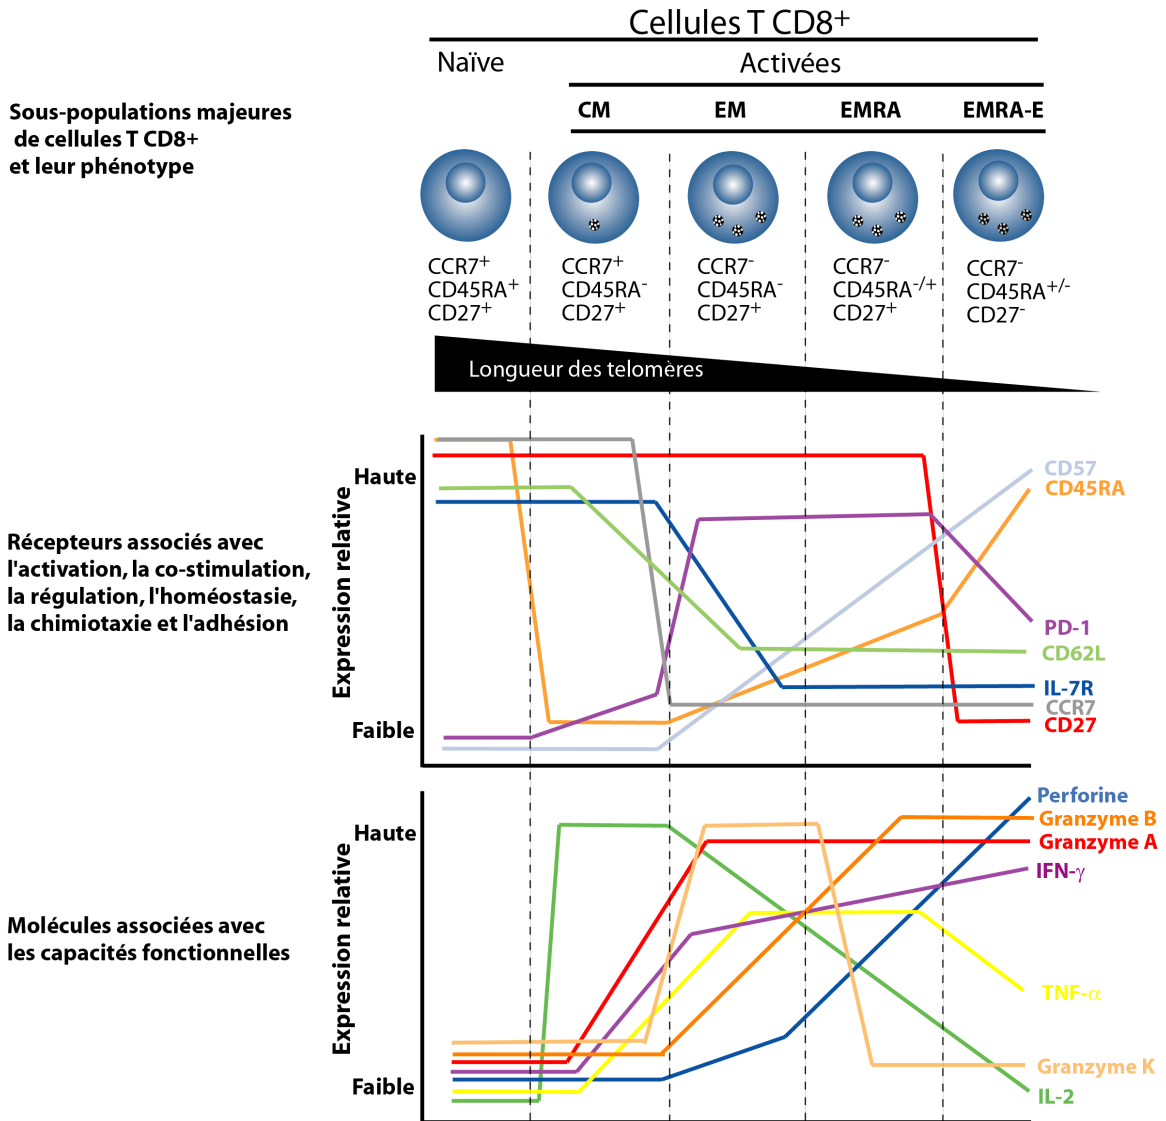 Cellules T CD8+
Naïve
Activées
CM
EM
EMRA
EMRA-E
Sous-populations majeures
de cellules T CD8+
et leur phénotype
CCR7+
CD45RA+
CD27+
CCR7+
CD45RA-
CD27+
CCR7-
CD45RA-
CD27+
CCR7-
CD45RA-/+
CD27+
CCR7-
CD45RA+/-
CD27-
Longueur des telomères
Récepteurs associés avec
l'activation, la co-stimulation,
la régulation, l'homéostasie,
la chimiotaxie et l'adhésion
Expression relative
Haute
Faible
CD57
CD45RA
PD-1
CD62L
IL-7R
CCR7
CD27
Molécules associées avec
les capacités fonctionnelles
Expression relative
Haute
Faible
Perforine
Granzyme B
Granzyme A
IFN-γ
TNF-α
Granzyme K
IL-2